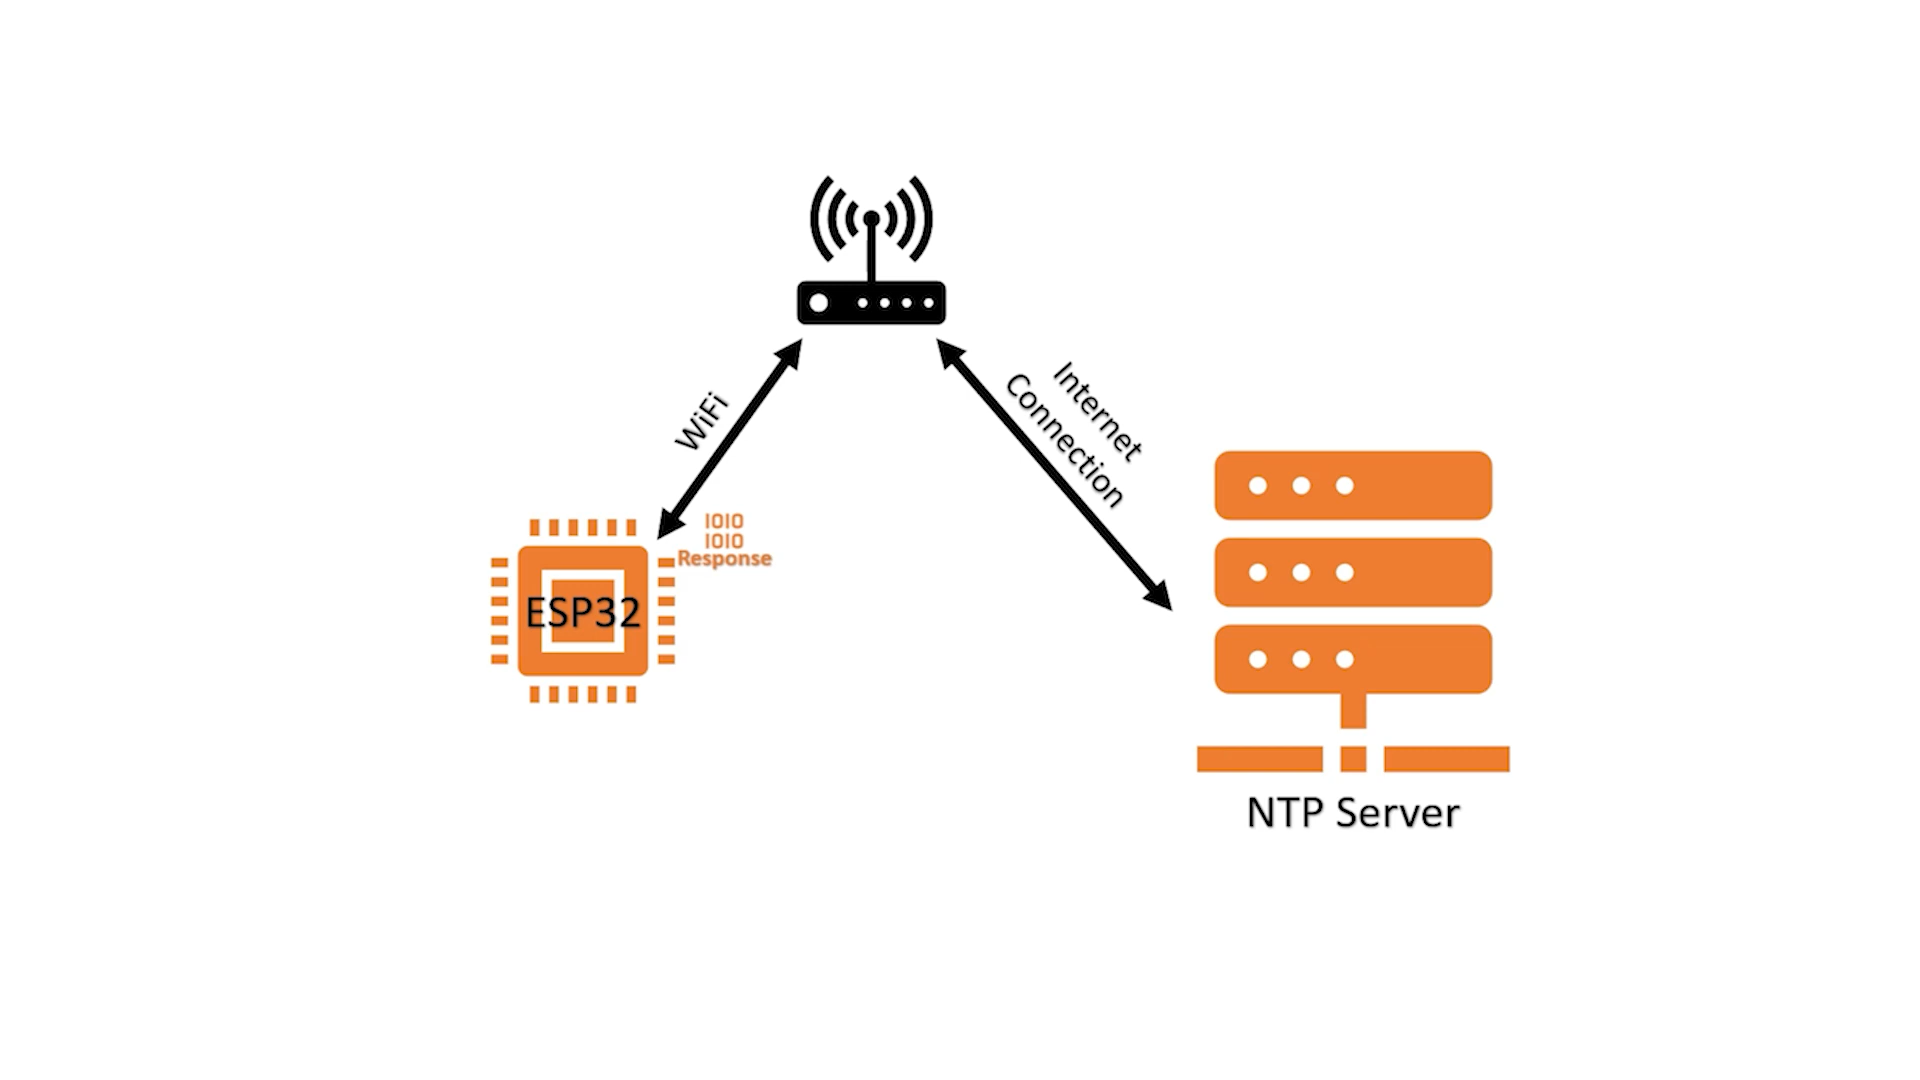 WiFi
Internet
Connection
1010
1010
Response
ESP32
NTP Server